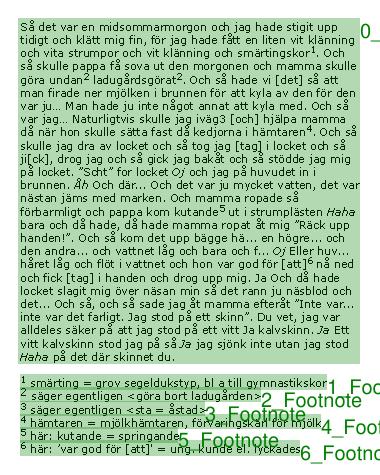 Så det var en midsommarmorgon och jag hade stigit upp
tidigt och klätt mig fin, för jag hade fått en liten vit klänning
och vita strumpor och vit klänning och smärtingskor¹. Och
så skulle pappa få sova ut den morgonen och mamma skulle
göra undan² ladugårdsgörat². Och så hade vi [det] så att
man firade ner mjölken i brunnen för att kyla av den för den
var ju... Man hade ju inte något annat att kyla med. Och så
var jag... Naturligtvis skulle jag iväg3 [och] hjälpa mamma
då när hon skulle sätta fast då kedjorna i hämtaren⁴. Och så
skulle jag dra av locket och så tog jag [tag] i locket och så
ji[ck], drog jag och så gick jag bakåt och så stödde jag mig
på locket. "Scht" for locket Oj och jag på huvudet in i
brunnen. Åh Och där... Och det var ju mycket vatten, det var
nästan jäms med marken. Och mamma ropade så
förbarmligt och pappa kom kutande⁵ ut i strumplästen Haha
bara och då hade, då hade mamma ropat åt mig "Räck upp
handen!". Och så kom det upp bägge hä... en högre... och
den andra... och vattnet låg och bara och f... Oj Eller huv...
håret låg och flöt i vattnet och hon var god för [att]⁶ nå ned
och fick [tag] i handen och drog upp mig. Ja Och då hade
locket slagit mig över näsan min så det rann ju näsblod och
det... Och så, och så sade jag åt mamma efteråt "Inte var...
inte var det farligt. Jag stod på ett skinn". Du vet, jag var
alldeles säker på att jag stod på ett vitt Ja kalvskinn. Ja Ett
vitt kalvskinn stod jag på så Ja jag sjönk inte utan jag stod
Haha på det där skinnet du.
0_
¹ smärting = grov segeldukstyp, bl a till gymnastikskor
1_Foo
² säger egentligen <göra bort ladugården>
2_Footnote
³ säger egentligen <sta = åstad>
3_Footnote
⁴ hämtaren = mjölkhämtaren, förvaringskärl för mjölk
4_Foot
⁵ här: kutande = springande
5_Footnote
⁶ här: 'var god för [att]' = ung. kunde el. lyckades
6_Footno